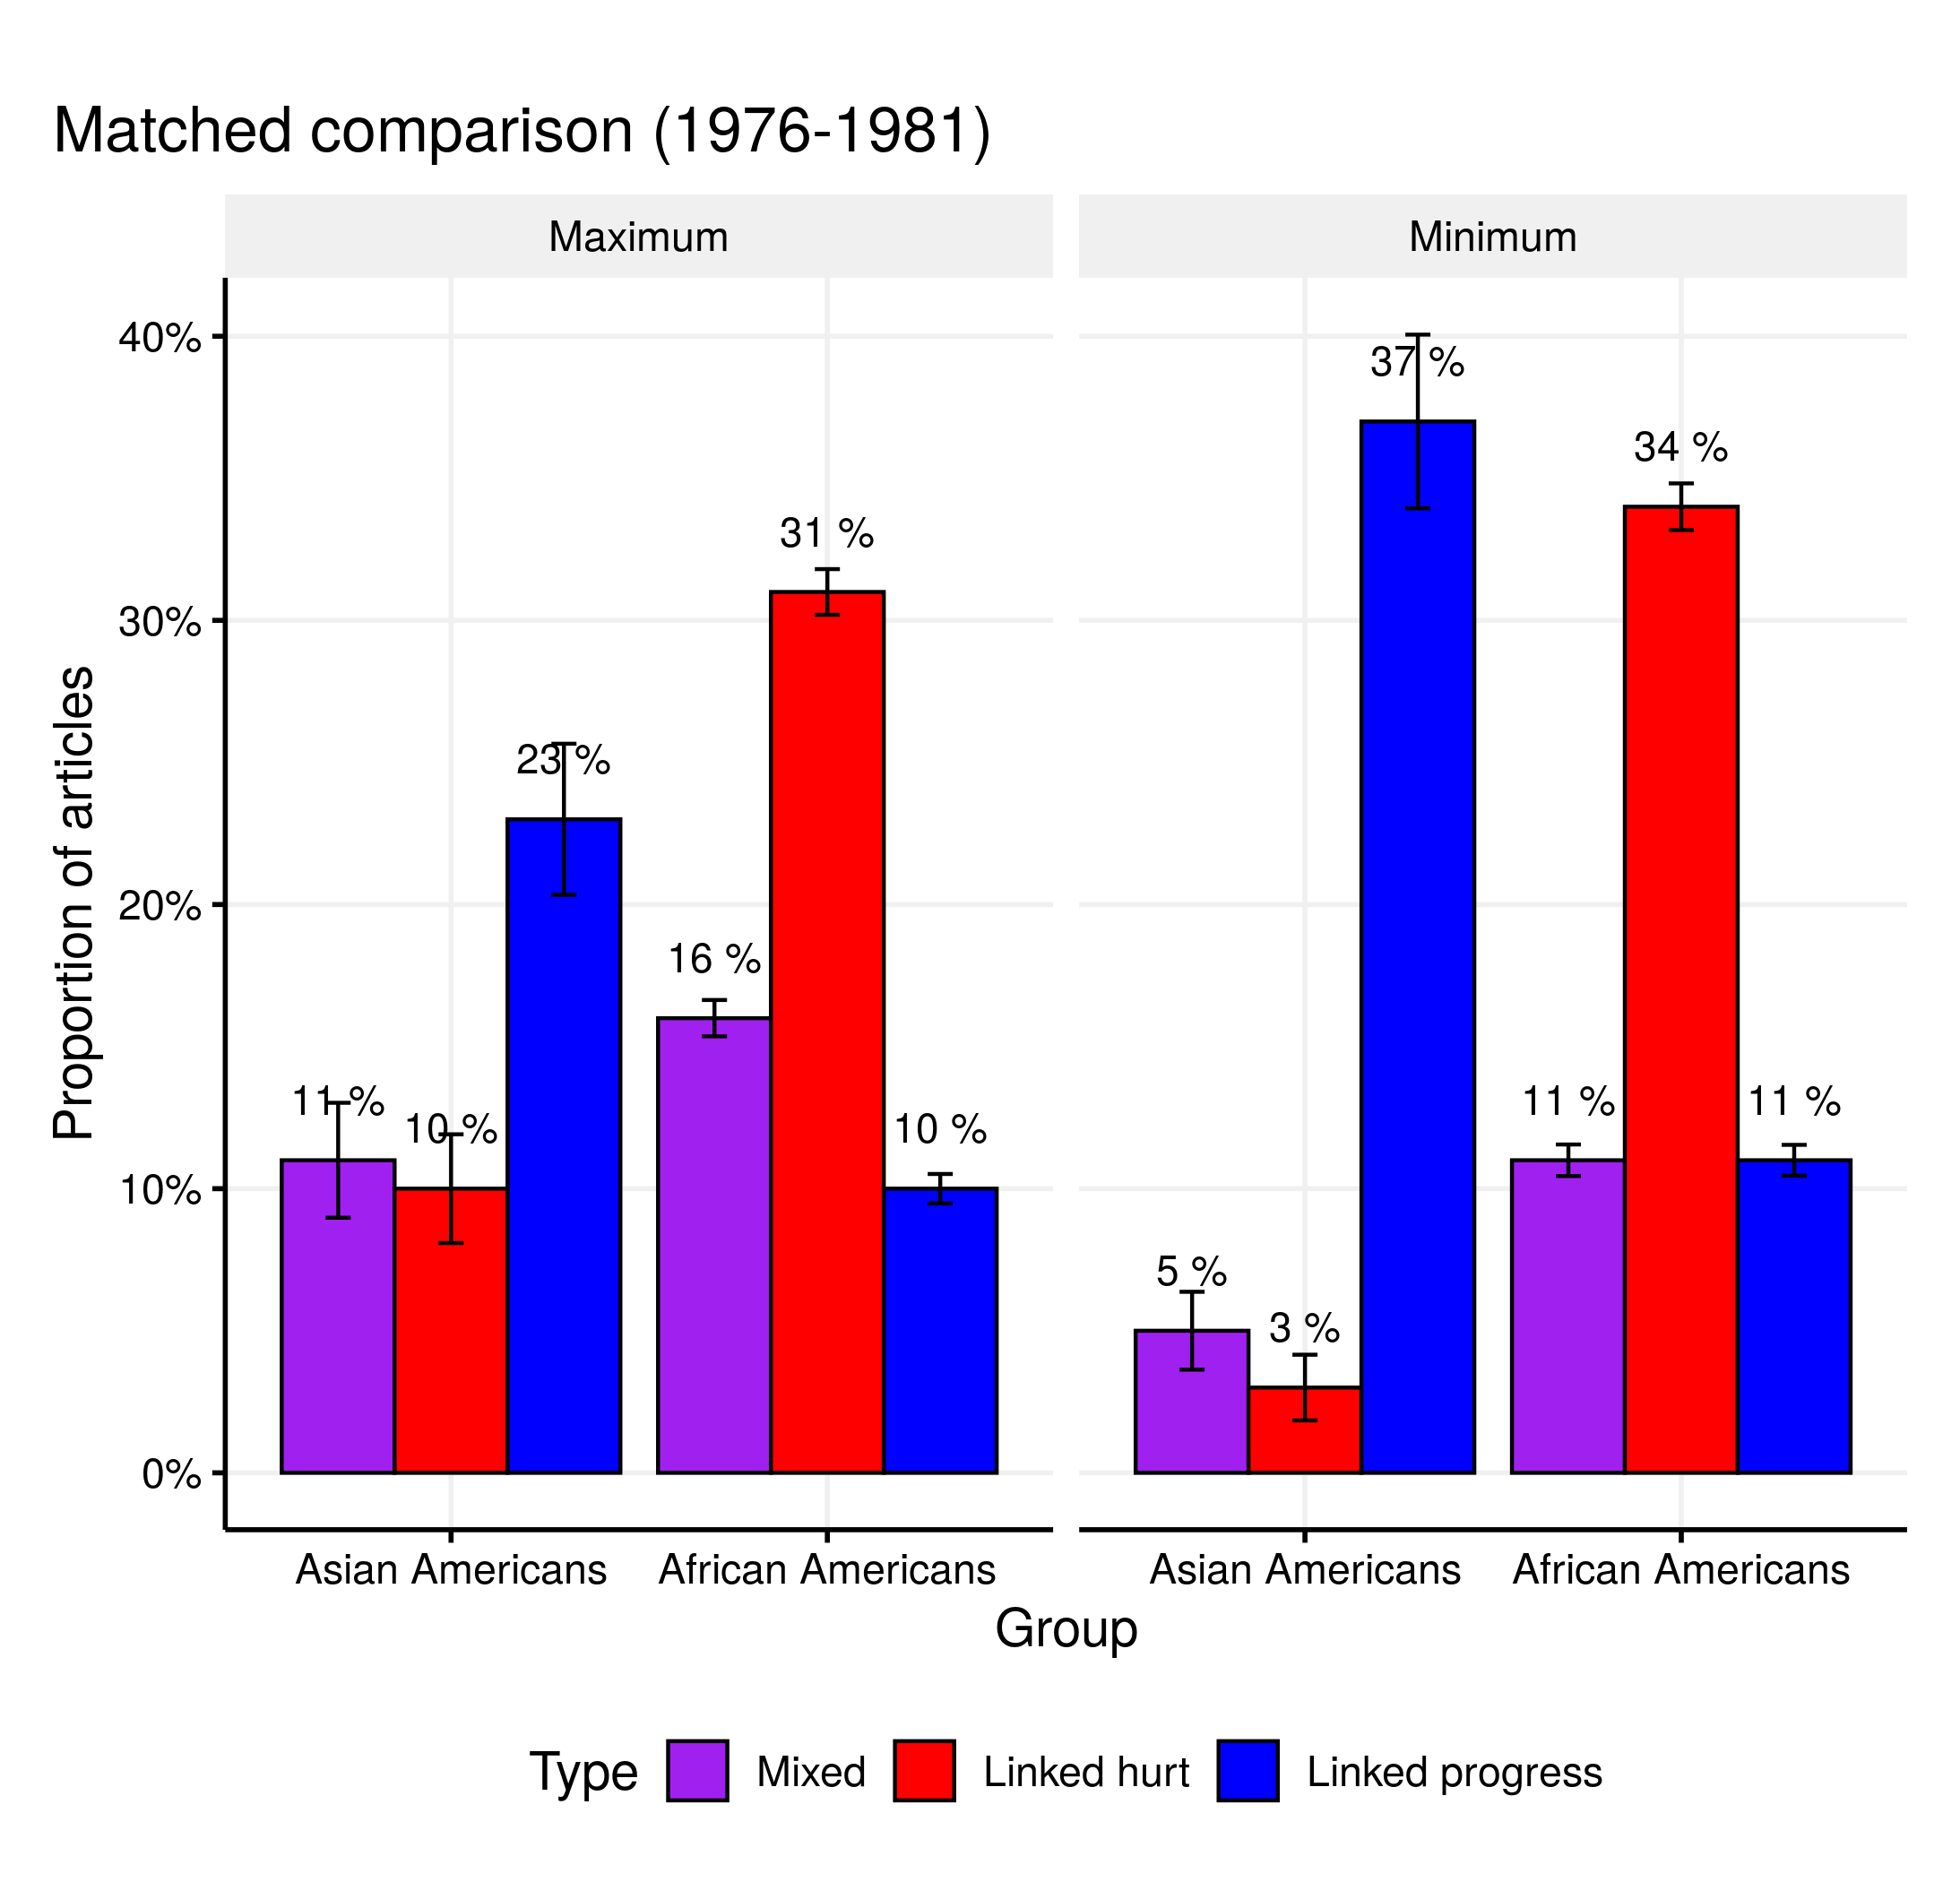 Matched comparison (1976-1981)
Maximum
Minimum
Proportion of articles
40%
30%
20%
10%
0%
11 %
10 %
23 %
16 %
31 %
10 %
5 %
3 %
37 %
11 %
34 %
11 %
Asian Americans
African Americans
Asian Americans
African Americans
Group
Type Mixed Linked hurt Linked progress